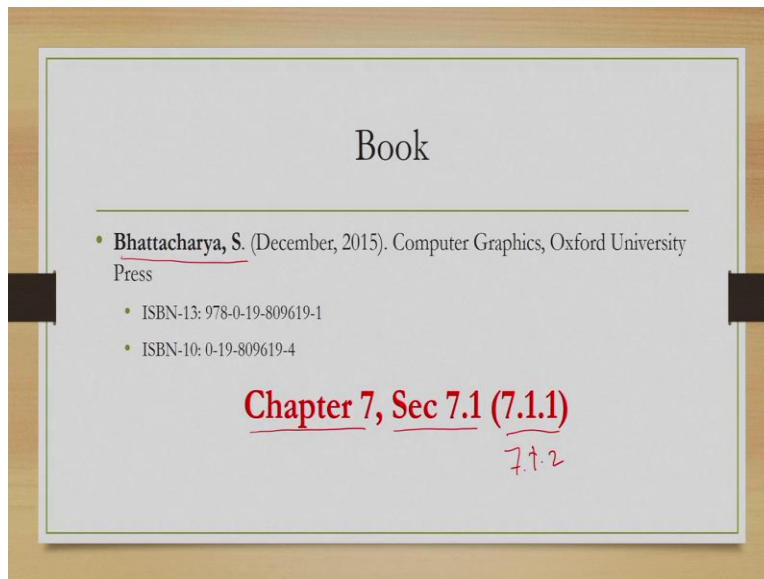 Book
• Bhattacharya, S. (December, 2015). Computer Graphics, Oxford University
Press
• ISBN-13: 978-0-19-809619-1
• ISBN-10: 0-19-809619-4
Chapter 7, Sec 7.1 (7.1.1)
7.1.2